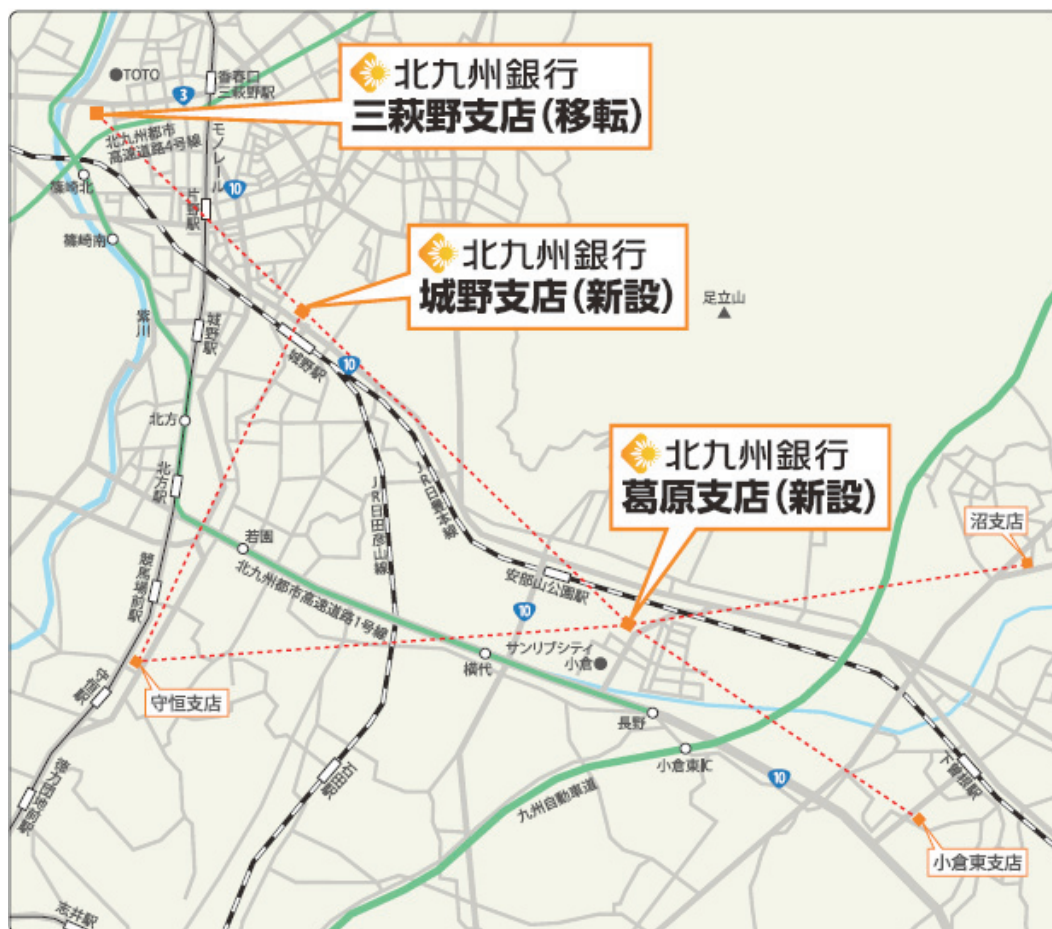 TOTO
香春口
三萩野駅
3
北九州銀行
三萩野支店(移転)
北九州都市
高速道路4号線
モノレール
篠崎北
片野駅
10
篠崎南
北九州銀行
城野支店(新設)
足立山
紫川
城野駅
城野駅
10
北方
北方駅
JR日田彦山線
JR日豊本線
北九州銀行
葛原支店(新設)
沼支店
若園
北九州都市高速道路1号線
競馬場前駅
安部山公園駅
10
サンリブシティ
小倉
横代
守恒駅
守恒支店
長野
小倉東IC
下曽根駅
徳力団地前駅
石田駅
九州自動車道
10
小倉東支店
志井駅